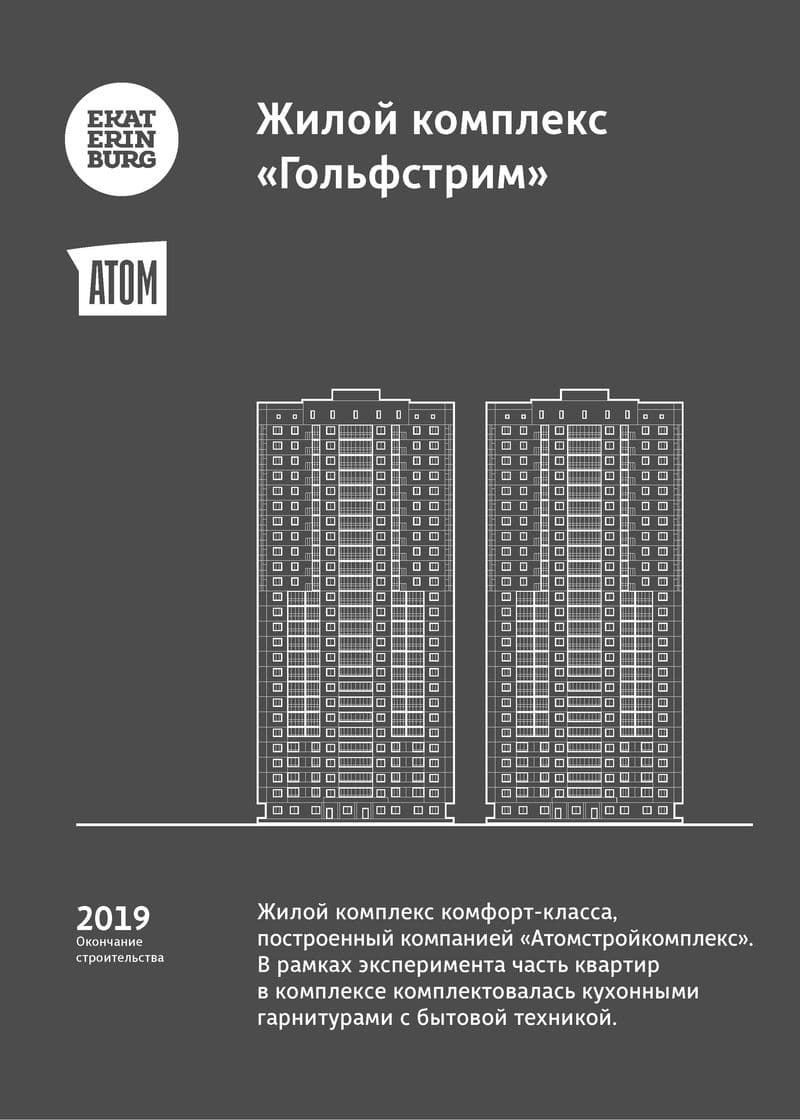 EKAT
ERIN
BURG
Жилой комплекс
«Гольфстрим»
АТОМ
2019
Окончание
строительства
Жилой комплекс комфорт-класса,
построенный компанией «Атомстройкомплекс».
В рамках эксперимента часть квартир
в комплексе комплектовалась кухонными
гарнитурами с бытовой техникой.